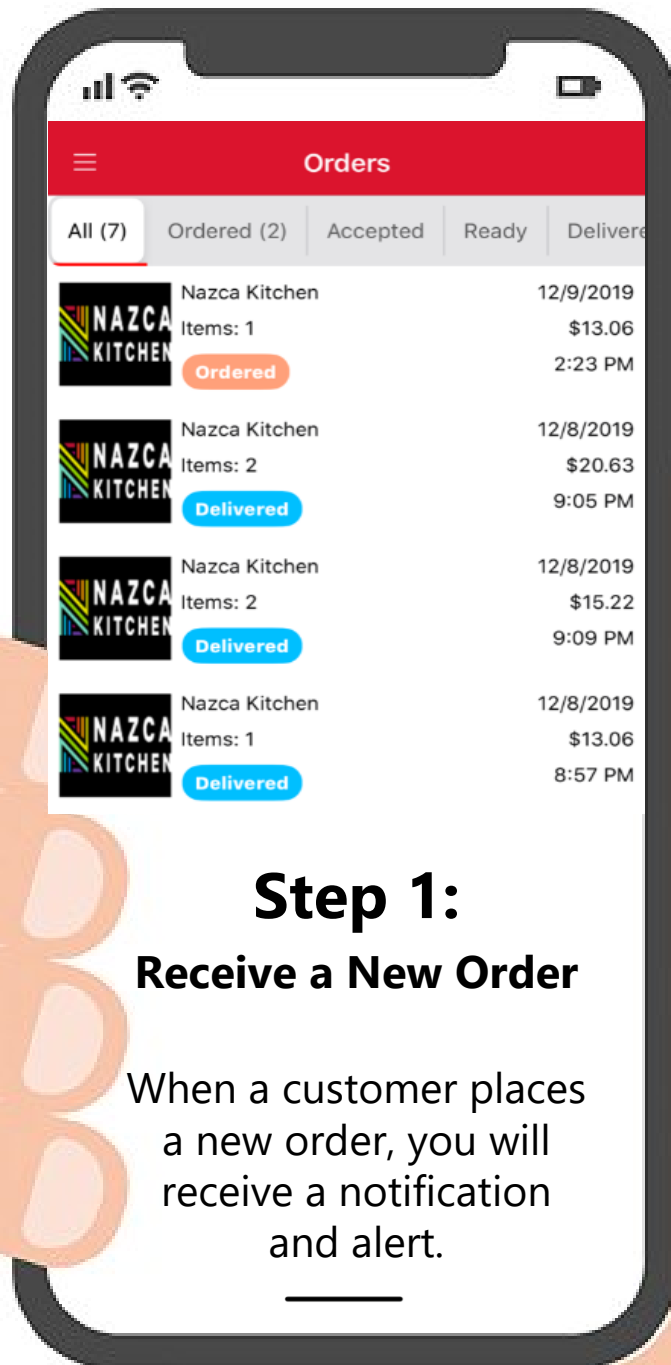 Orders
All (7) Ordered (2) Accepted Ready Delivere
NAZCA KITCHEN
Nazca Kitchen 12/9/2019
Items: 1 $13.06
Ordered 2:23 PM
NAZCA KITCHEN
Nazca Kitchen 12/8/2019
Items: 2 $20.63
Delivered 9:05 PM
NAZCA KITCHEN
Nazca Kitchen 12/8/2019
Items: 2 $15.22
Delivered 9:09 PM
NAZCA KITCHEN
Nazca Kitchen 12/8/2019
Items: 1 $13.06
Delivered 8:57 PM
Step 1:
Receive a New Order
When a customer places
a new order, you will
receive a notification
and alert.